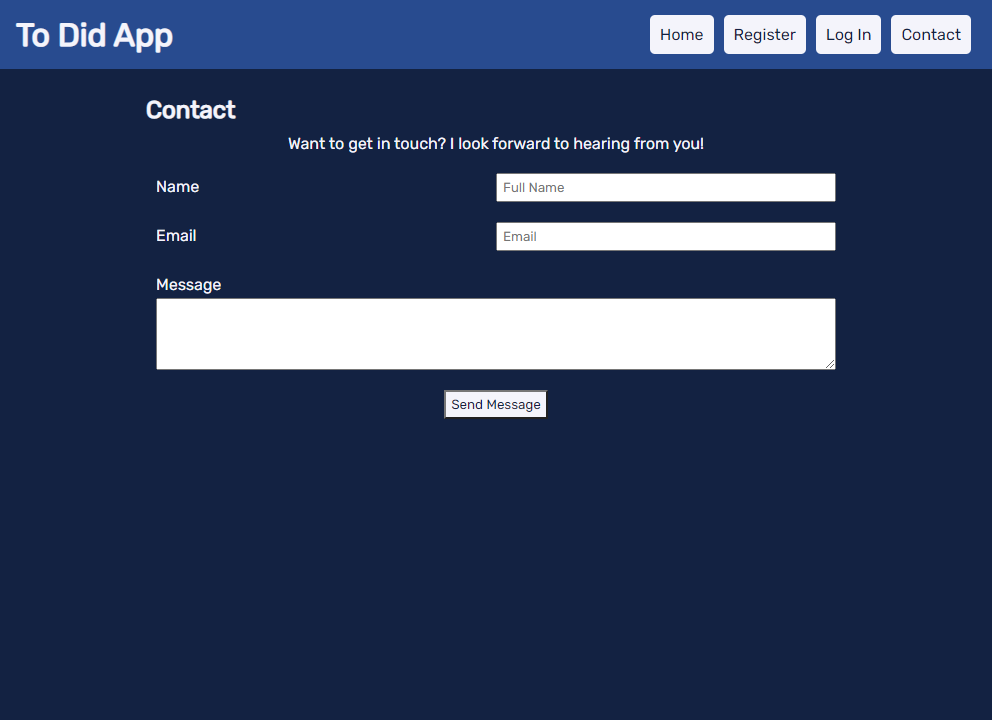 To Did App
Home Register Log In Contact
Contact
Want to get in touch? I look forward to hearing from you!
Name Full Name
Email Email
Message
Send Message